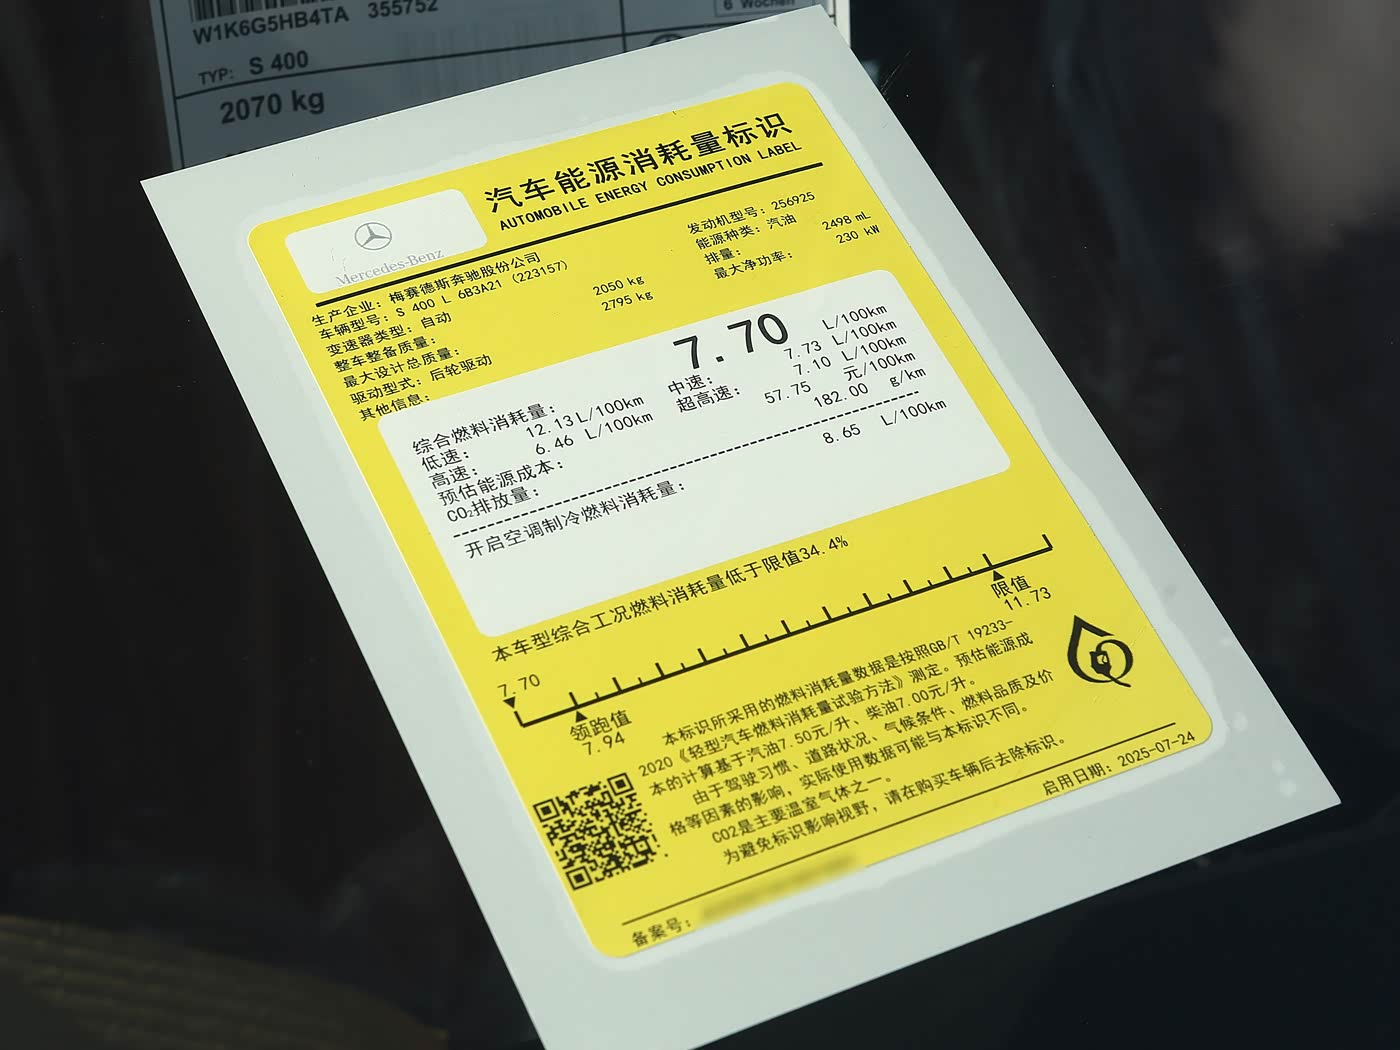 W1K6G5HB4TA 355752
6 Wochen
TYP: S 400
2070 kg
汽车能源消耗量标识
AUTOMOBILE ENERGY CONSUMPTION LABEL
Mercedes-Benz
生产企业：梅赛德斯奔驰股份公司
车辆型号：S 400 L 6B3A21 (223157)
发动机型号：256925
变速器类型：自动
能源种类：汽油
整车整备质量： 2050 kg
排量： 2498 mL
最大设计总质量： 2795 kg
最大净功率： 230 kW
驱动型式：后轮驱动
其他信息：
综合燃料消耗量： 7.70 L/100km
低速： 12.13 L/100km 中速： 7.73 L/100km
高速： 6.46 L/100km 超高速： 7.10 L/100km
预估能源成本： 57.75 元/100km
CO₂排放量： 182.00 g/km
开启空调制冷燃料消耗量： 8.65 L/100km
本车型综合工况燃料消耗量低于限值34.4%
7.70
领跑值
7.94
限值
11.73
本标识所采用的燃料消耗量数据是按照GB/T 19233-
2020《轻型汽车燃料消耗量试验方法》测定。预估能源成
本的计算基于汽油7.50元/升、柴油7.00元/升。
由于驾驶习惯、道路状况、气候条件、燃料品质及价
格等因素的影响，实际使用数据可能与本标识不同。
CO2是主要温室气体之一。
为避免标识影响视野，请在购买车辆后去除标识。
启用日期：2025-07-24
备案号：